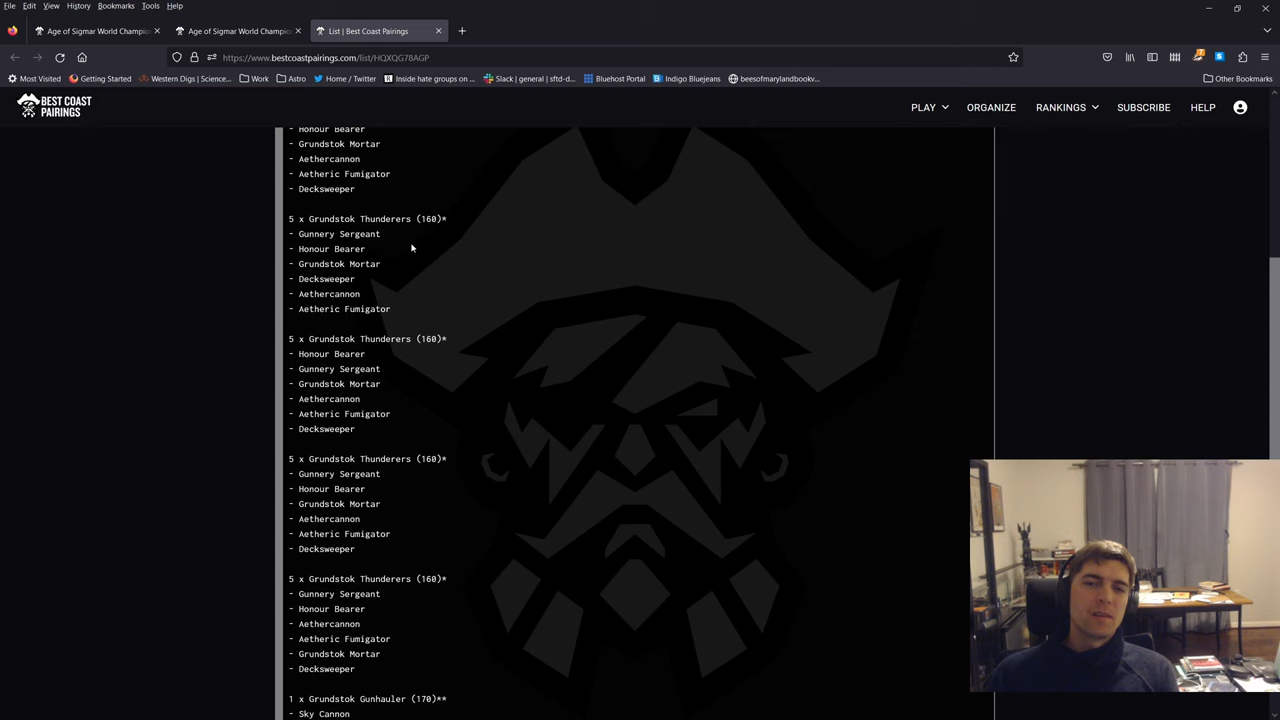 File Edit View History Bookmarks Tools Help
Age of Sigmar World Champion
Age of Sigmar World Champion
List | Best Coast Pairings
https://www.bestcoastpairings.com/list/HQXQG78AGP
Most Visited Getting Started Western Digs | Science... Work Astro Home / Twitter Inside hate groups on ... Slack | general | sftd-d... Bluehost Portal Indigo Bluejeans beesofmarylandbookv... Other Bookmarks
BEST COAST PAIRINGS
PLAY ORGANIZE RANKINGS SUBSCRIBE HELP
- Honour Bearer
- Grundstok Mortar
- Aethercannon
- Aetheric Fumigator
- Decksweeper
5 x Grundstok Thunderers (160)*
- Gunnery Sergeant
- Honour Bearer
- Grundstok Mortar
- Decksweeper
- Aethercannon
- Aetheric Fumigator
5 x Grundstok Thunderers (160)*
- Honour Bearer
- Gunnery Sergeant
- Grundstok Mortar
- Aethercannon
- Aetheric Fumigator
- Decksweeper
5 x Grundstok Thunderers (160)*
- Gunnery Sergeant
- Honour Bearer
- Grundstok Mortar
- Aethercannon
- Aetheric Fumigator
- Decksweeper
5 x Grundstok Thunderers (160)*
- Gunnery Sergeant
- Honour Bearer
- Aethercannon
- Aetheric Fumigator
- Grundstok Mortar
- Decksweeper
1 x Grundstok Gunhauler (170)**
- Sky Cannon